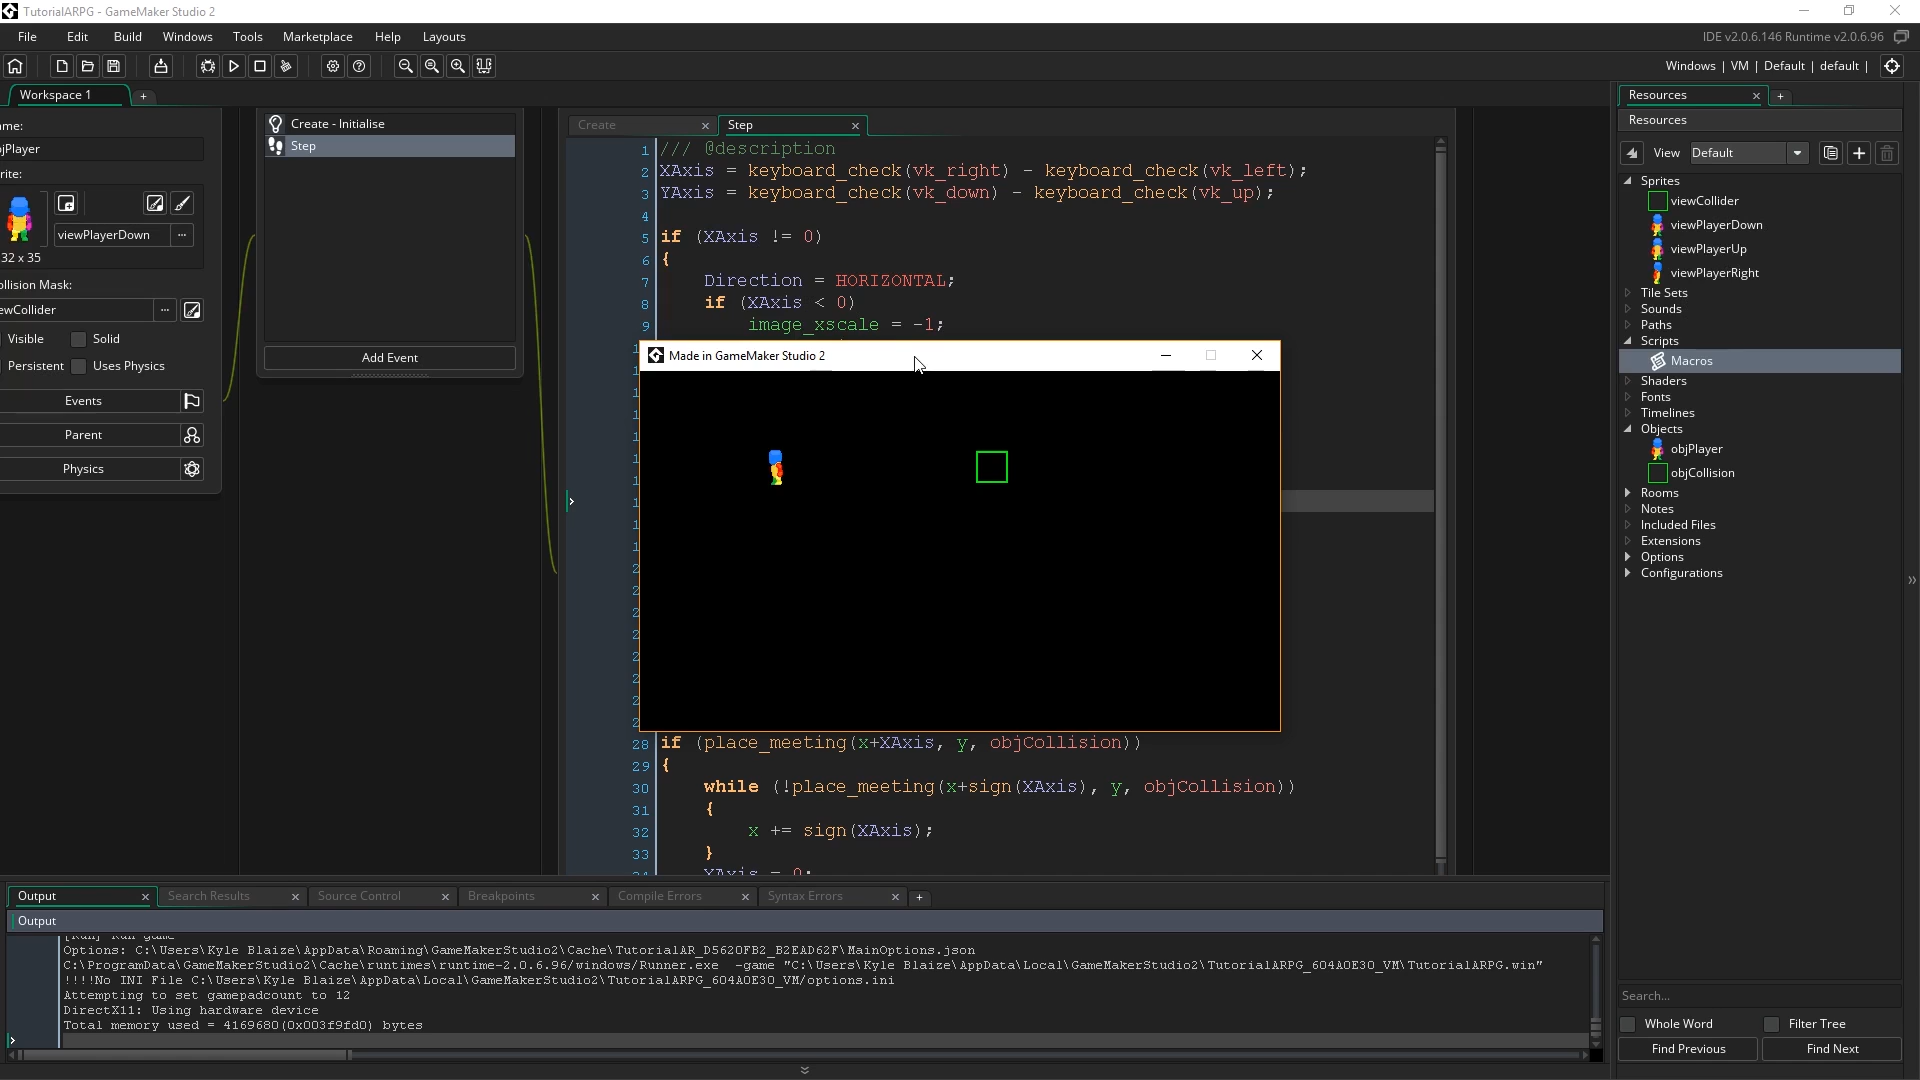 TutorialARPG - GameMaker Studio 2
File Edit Build Windows Tools Marketplace Help Layouts
IDE v2.0.6.146 Runtime v2.0.6.96
Windows | VM | Default | default |
Workspace 1
+
ame:
jPlayer
rite:
viewPlayerDown ...
32 x 35
ollision Mask:
ewCollider ...
Visible Solid
Persistent Uses Physics
Events
Parent
Physics
Create - Initialise
Step
Add Event
Create
Step
1 /// @description
2 XAxis = keyboard_check(vk_right) - keyboard_check(vk_left);
3 YAxis = keyboard_check(vk_down) - keyboard_check(vk_up);
4
5 if (XAxis != 0)
6 {
7 Direction = HORIZONTAL;
8 if (XAxis < 0)
9 image_xscale = -1;
Made in GameMaker Studio 2
28 if (place_meeting(x+XAxis, y, objCollision))
29 {
30 while (!place_meeting(x+sign(XAxis), y, objCollision))
31 {
32 x += sign(XAxis);
33 }
XAxis = 0;
Resources
+
Resources
View Default
Sprites
viewCollider
viewPlayerDown
viewPlayerUp
viewPlayerRight
Tile Sets
Sounds
Paths
Scripts
Macros
Shaders
Fonts
Timelines
Objects
objPlayer
objCollision
Rooms
Notes
Included Files
Extensions
Options
Configurations
Search...
Whole Word Filter Tree
Find Previous Find Next
Output Search Results Source Control Breakpoints Compile Errors Syntax Errors +
Output
[Run] Run game
Options: C:\Users\Kyle Blaize\AppData\Roaming\GameMakerStudio2\Cache\TutorialAR_D5620FB2_B2EAD62F\MainOptions.json
C:\ProgramData\GameMakerStudio2\Cache\runtimes\runtime-2.0.6.96/windows/Runner.exe -game "C:\Users\Kyle Blaize\AppData\Local\GameMakerStudio2\TutorialARPG_604A0E30_VM\TutorialARPG.win"
!!!!No INI File C:\Users\Kyle Blaize\AppData\Local\GameMakerStudio2\TutorialARPG_604A0E30_VM/options.ini
Attempting to set gamepadcount to 12
DirectX11: Using hardware device
Total memory used = 4169680(0x003f9fd0) bytes